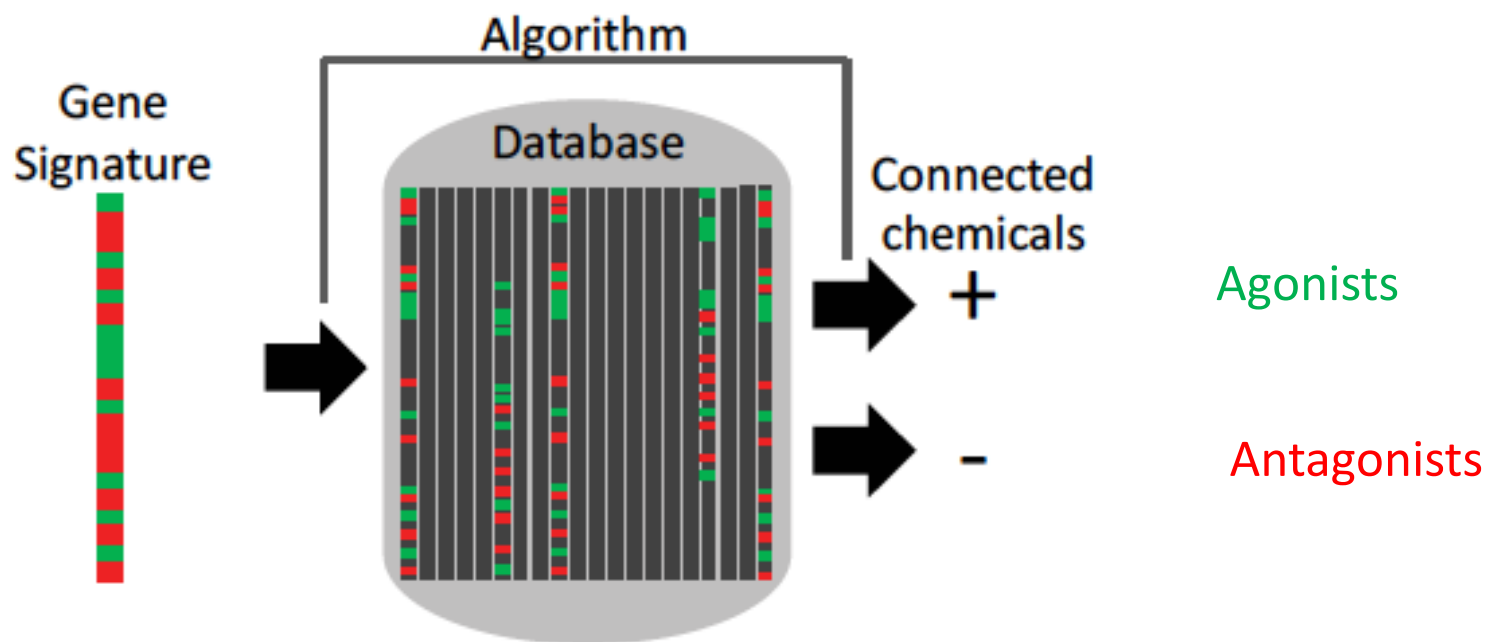 Algorithm
Gene
Signature
Database
Connected
chemicals
+
Agonists
-
Antagonists